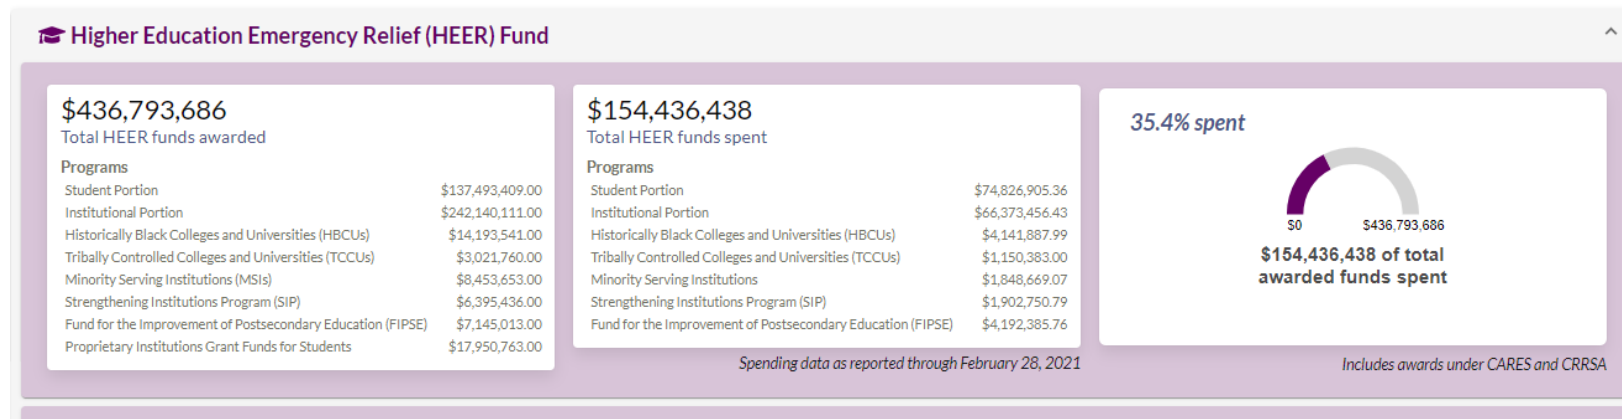 Higher Education Emergency Relief (HEER) Fund
$436,793,686
Total HEER funds awarded
Programs
Student Portion $137,493,409.00
Institutional Portion $242,140,111.00
Historically Black Colleges and Universities (HBCUs) $14,193,541.00
Tribally Controlled Colleges and Universities (TCCUs) $3,021,760.00
Minority Serving Institutions (MSIs) $8,453,653.00
Strengthening Institutions Program (SIP) $6,395,436.00
Fund for the Improvement of Postsecondary Education (FIPSE) $7,145,013.00
Proprietary Institutions Grant Funds for Students $17,950,763.00
$154,436,438
Total HEER funds spent
Programs
Student Portion $74,826,905.36
Institutional Portion $66,373,456.43
Historically Black Colleges and Universities (HBCUs) $4,141,887.99
Tribally Controlled Colleges and Universities (TCCUs) $1,150,383.00
Minority Serving Institutions $1,848,669.07
Strengthening Institutions Program (SIP) $1,902,750.79
Fund for the Improvement of Postsecondary Education (FIPSE) $4,192,385.76
Spending data as reported through February 28, 2021
35.4% spent
$0 $436,793,686
$154,436,438 of total
awarded funds spent
Includes awards under CARES and CRRSA